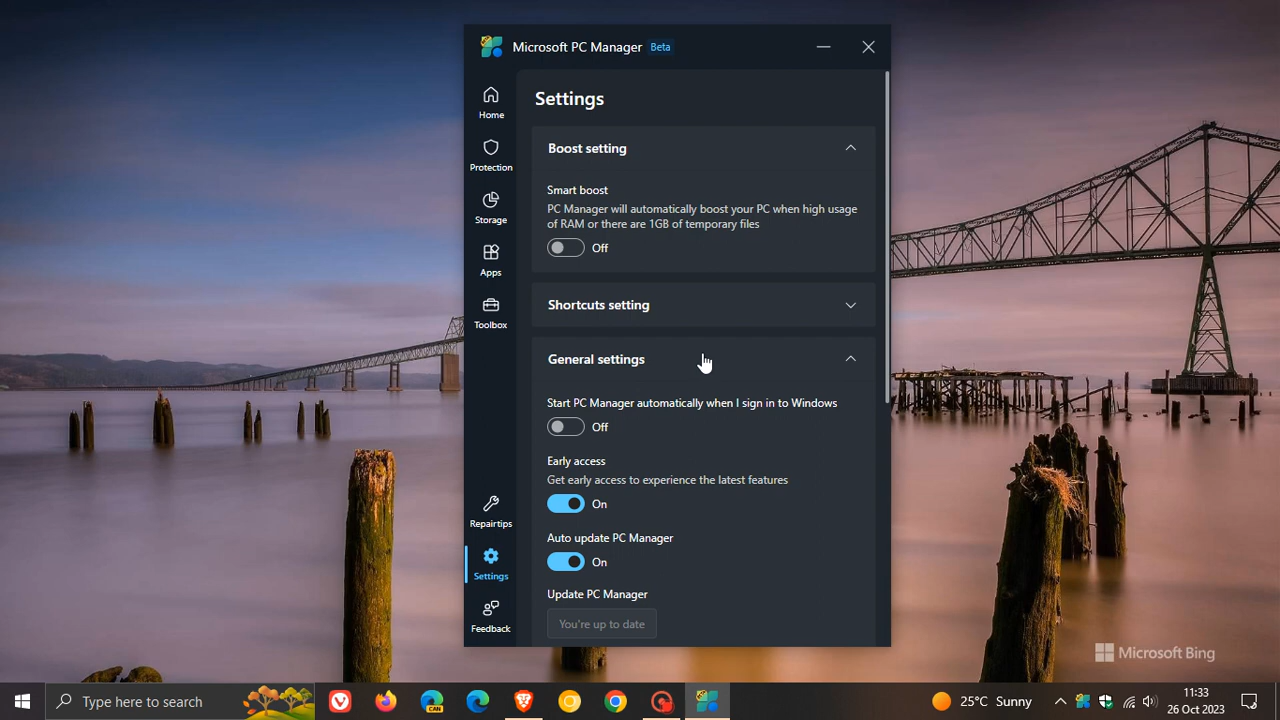 Microsoft PC Manager Beta
Home
Protection
Storage
Apps
Toolbox
Repairtips
Settings
Feedback
Settings
Boost setting
Smart boost
PC Manager will automatically boost your PC when high usage
of RAM or there are 1GB of temporary files
Off
Shortcuts setting
General settings
Start PC Manager automatically when I sign in to Windows
Off
Early access
Get early access to experience the latest features
On
Auto update PC Manager
On
Update PC Manager
You're up to date
Microsoft Bing
Type here to search
CAN
25°C Sunny
11:33
26 Oct 2023